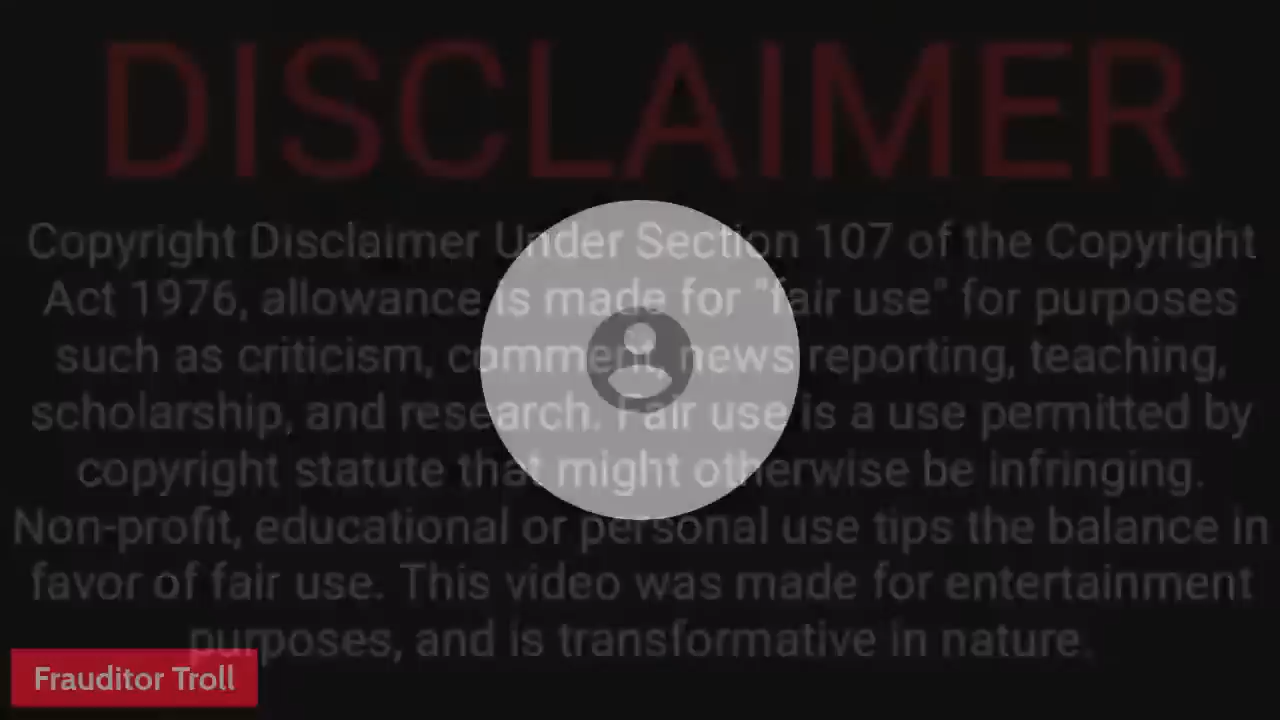 DISCLAIMER
Copyright Disclaimer Under Section 107 of the Copyright
Act 1976, allowance is made for "fair use" for purposes
such as criticism, comment, news reporting, teaching,
scholarship, and research. Fair use is a use permitted by
copyright statute that might otherwise be infringing.
Non-profit, educational or personal use tips the balance in
favor of fair use. This video was made for entertainment
purposes, and is transformative in nature.
Frauditor Troll